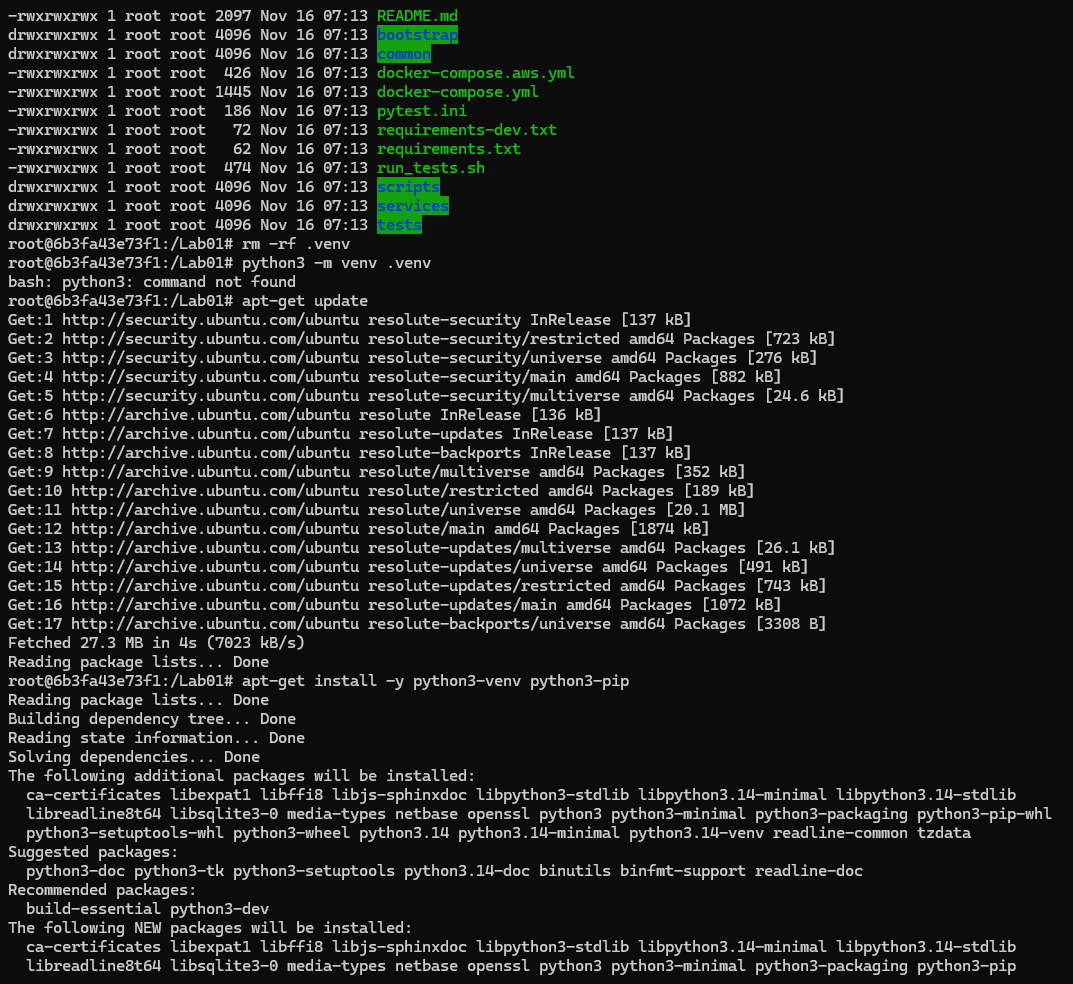 -rwxrwxrwx 1 root root 2097 Nov 16 07:13 README.md
drwxrwxrwx 1 root root 4096 Nov 16 07:13 bootstrap
drwxrwxrwx 1 root root 4096 Nov 16 07:13 common
-rwxrwxrwx 1 root root  426 Nov 16 07:13 docker-compose.aws.yml
-rwxrwxrwx 1 root root 1445 Nov 16 07:13 docker-compose.yml
-rwxrwxrwx 1 root root  186 Nov 16 07:13 pytest.ini
-rwxrwxrwx 1 root root   72 Nov 16 07:13 requirements-dev.txt
-rwxrwxrwx 1 root root   62 Nov 16 07:13 requirements.txt
-rwxrwxrwx 1 root root  474 Nov 16 07:13 run_tests.sh
drwxrwxrwx 1 root root 4096 Nov 16 07:13 scripts
drwxrwxrwx 1 root root 4096 Nov 16 07:13 services
drwxrwxrwx 1 root root 4096 Nov 16 07:13 tests
root@6b3fa43e73f1:/Lab01# rm -rf .venv
root@6b3fa43e73f1:/Lab01# python3 -m venv .venv
bash: python3: command not found
root@6b3fa43e73f1:/Lab01# apt-get update
Get:1 http://security.ubuntu.com/ubuntu resolute-security InRelease [137 kB]
Get:2 http://security.ubuntu.com/ubuntu resolute-security/restricted amd64 Packages [723 kB]
Get:3 http://security.ubuntu.com/ubuntu resolute-security/universe amd64 Packages [276 kB]
Get:4 http://security.ubuntu.com/ubuntu resolute-security/main amd64 Packages [882 kB]
Get:5 http://security.ubuntu.com/ubuntu resolute-security/multiverse amd64 Packages [24.6 kB]
Get:6 http://archive.ubuntu.com/ubuntu resolute InRelease [136 kB]
Get:7 http://archive.ubuntu.com/ubuntu resolute-updates InRelease [137 kB]
Get:8 http://archive.ubuntu.com/ubuntu resolute-backports InRelease [137 kB]
Get:9 http://archive.ubuntu.com/ubuntu resolute/multiverse amd64 Packages [352 kB]
Get:10 http://archive.ubuntu.com/ubuntu resolute/restricted amd64 Packages [189 kB]
Get:11 http://archive.ubuntu.com/ubuntu resolute/universe amd64 Packages [20.1 MB]
Get:12 http://archive.ubuntu.com/ubuntu resolute/main amd64 Packages [1874 kB]
Get:13 http://archive.ubuntu.com/ubuntu resolute-updates/multiverse amd64 Packages [26.1 kB]
Get:14 http://archive.ubuntu.com/ubuntu resolute-updates/universe amd64 Packages [491 kB]
Get:15 http://archive.ubuntu.com/ubuntu resolute-updates/restricted amd64 Packages [743 kB]
Get:16 http://archive.ubuntu.com/ubuntu resolute-updates/main amd64 Packages [1072 kB]
Get:17 http://archive.ubuntu.com/ubuntu resolute-backports/universe amd64 Packages [3308 B]
Fetched 27.3 MB in 4s (7023 kB/s)
Reading package lists... Done
root@6b3fa43e73f1:/Lab01# apt-get install -y python3-venv python3-pip
Reading package lists... Done
Building dependency tree... Done
Reading state information... Done
Solving dependencies... Done
The following additional packages will be installed:
  ca-certificates libexpat1 libffi8 libjs-sphinxdoc libpython3-stdlib libpython3.14-minimal libpython3.14-stdlib
  libreadline8t64 libsqlite3-0 media-types netbase openssl python3 python3-minimal python3-packaging python3-pip-whl
  python3-setuptools-whl python3-wheel python3.14 python3.14-minimal python3.14-venv readline-common tzdata
Suggested packages:
  python3-doc python3-tk python3-setuptools python3.14-doc binutils binfmt-support readline-doc
Recommended packages:
  build-essential python3-dev
The following NEW packages will be installed:
  ca-certificates libexpat1 libffi8 libjs-sphinxdoc libpython3-stdlib libpython3.14-minimal libpython3.14-stdlib
  libreadline8t64 libsqlite3-0 media-types netbase openssl python3 python3-minimal python3-packaging python3-pip